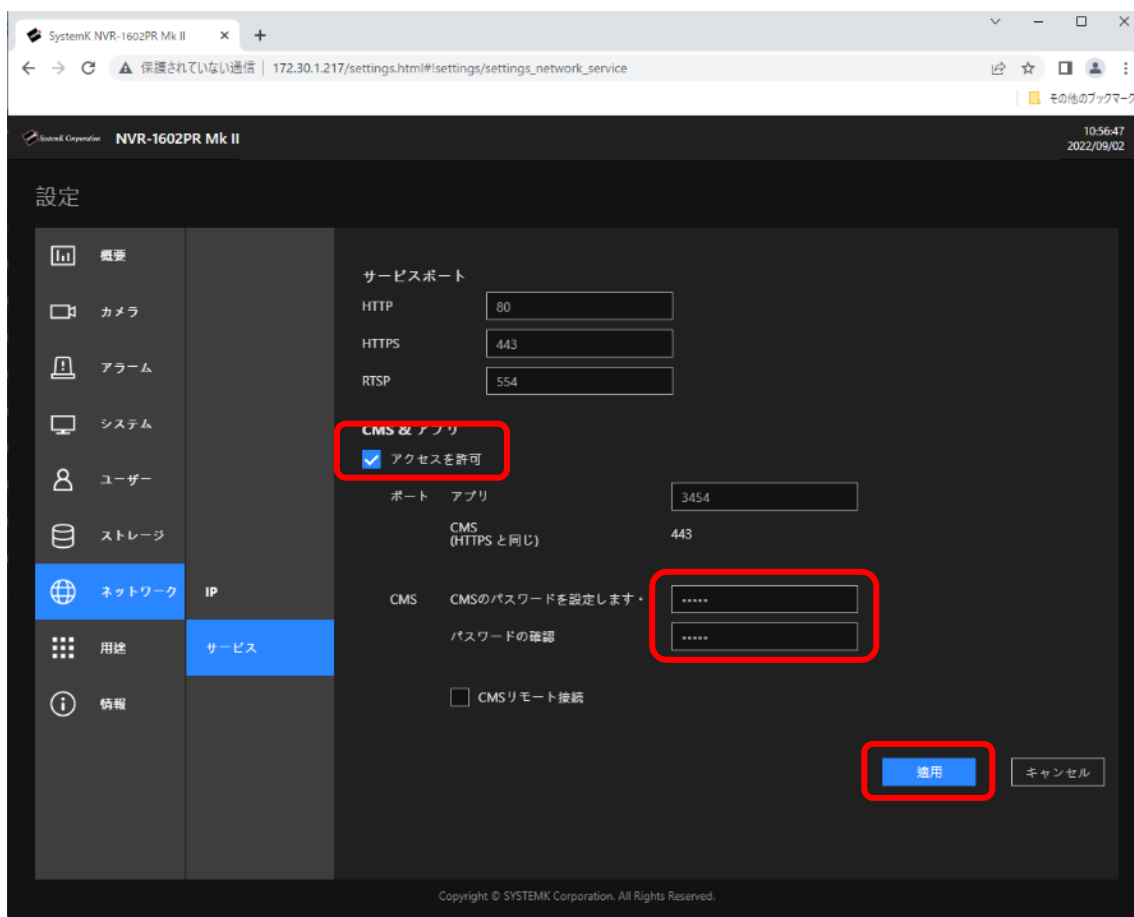 SystemK NVR-1602PR Mk II
保護されていない通信 | 172.30.1.217/settings.html#!settings/settings_network_service
その他のブックマーク
SystemK Corporation NVR-1602PR Mk II
10:56:47
2022/09/02
設定
概要
カメラ
アラーム
システム
ユーザー
ストレージ
ネットワーク
用途
情報
IP
サービス
サービスポート
HTTP 80
HTTPS 443
RTSP 554
CMS & アプリ
アクセスを許可
ポート アプリ 3454
CMS
(HTTPS と同じ) 443
CMS CMSのパスワードを設定します・ •••••
パスワードの確認 •••••
CMSリモート接続
適用 キャンセル
Copyright © SYSTEMK Corporation. All Rights Reserved.